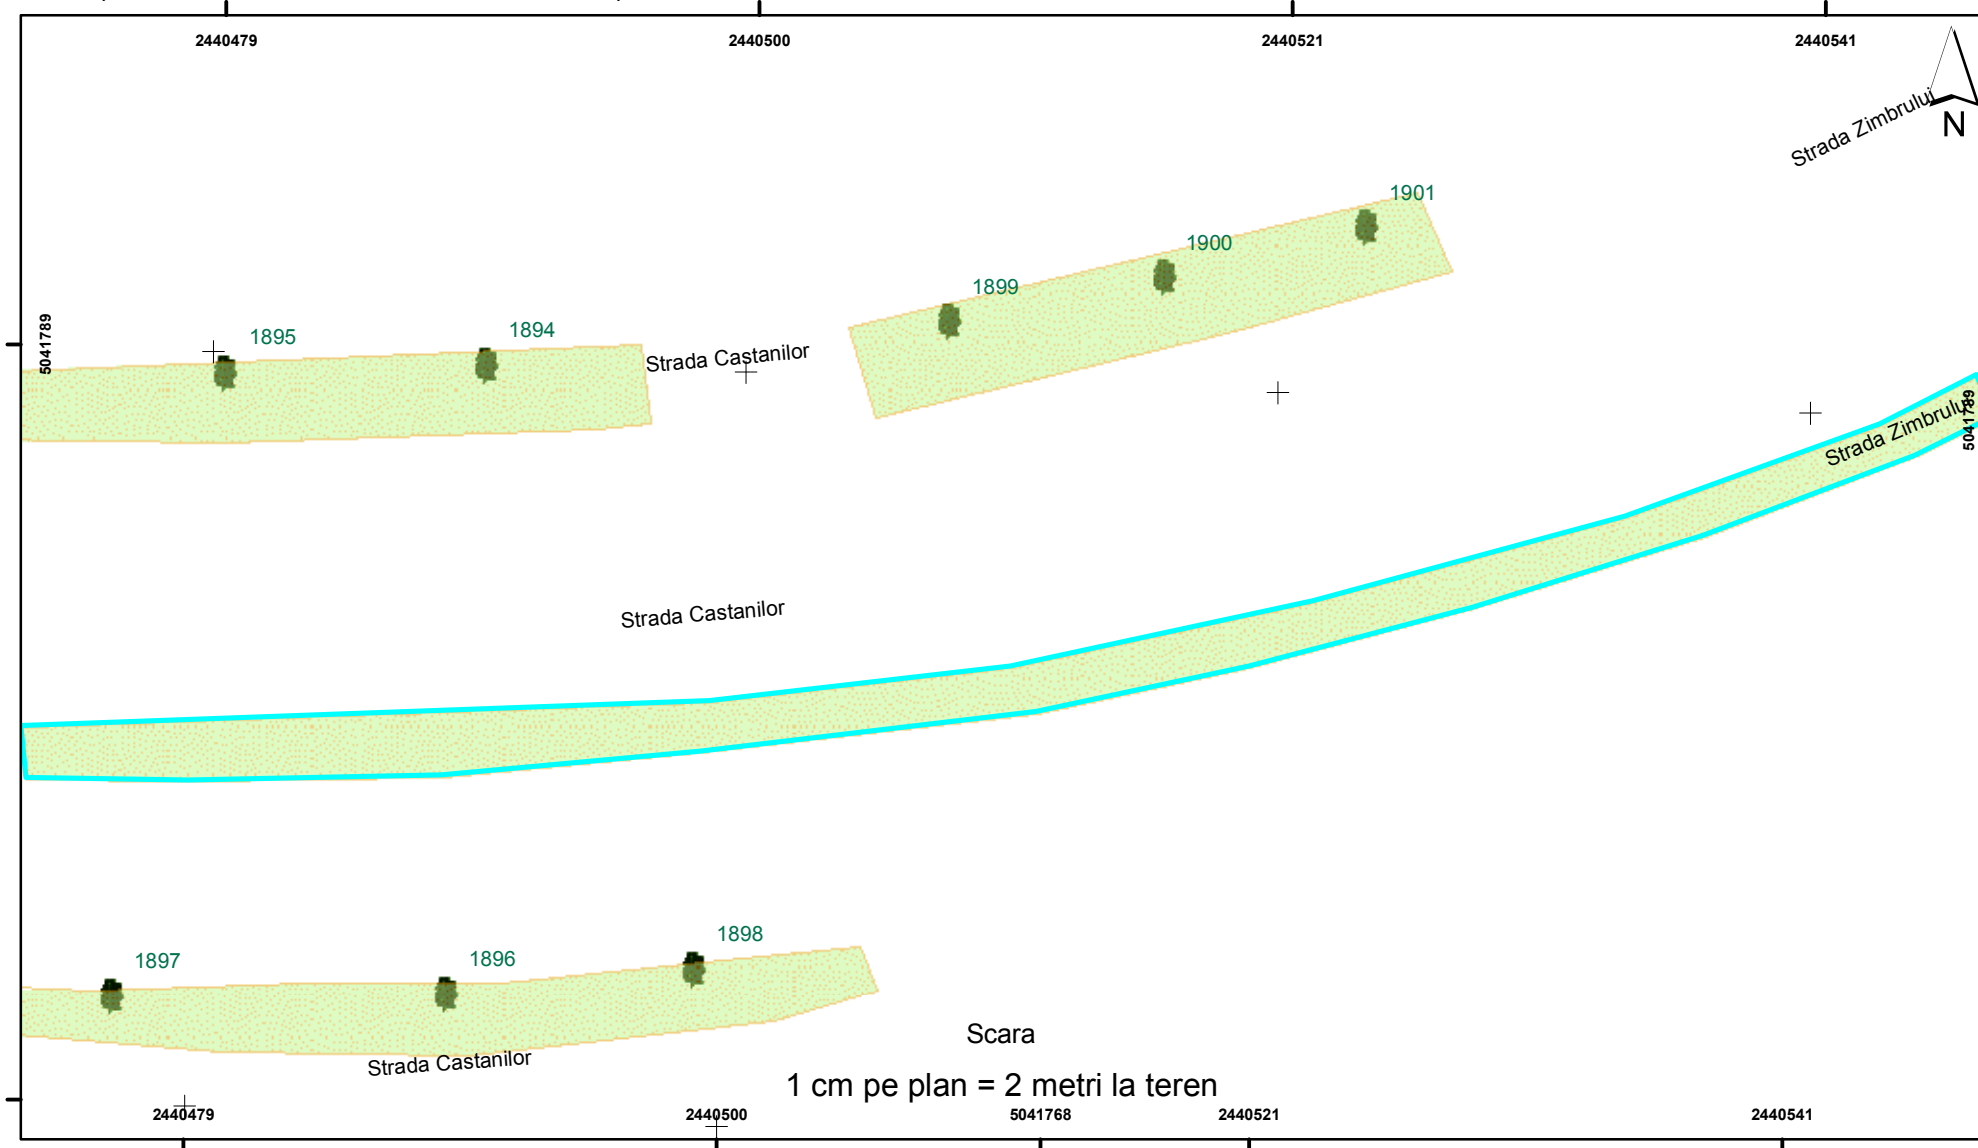 2440479
2440500
2440521
2440541
Strada Zimbrului
N
1901
1900
1899
5041789
1895
1894
Strada Castanilor
Strada Zimbrului
5041789
Strada Castanilor
1897
1896
1898
Strada Castanilor
Scara
1 cm pe plan = 2 metri la teren
2440479
2440500
5041768
2440521
2440541